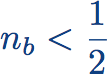 n_b < \frac{1}{2}